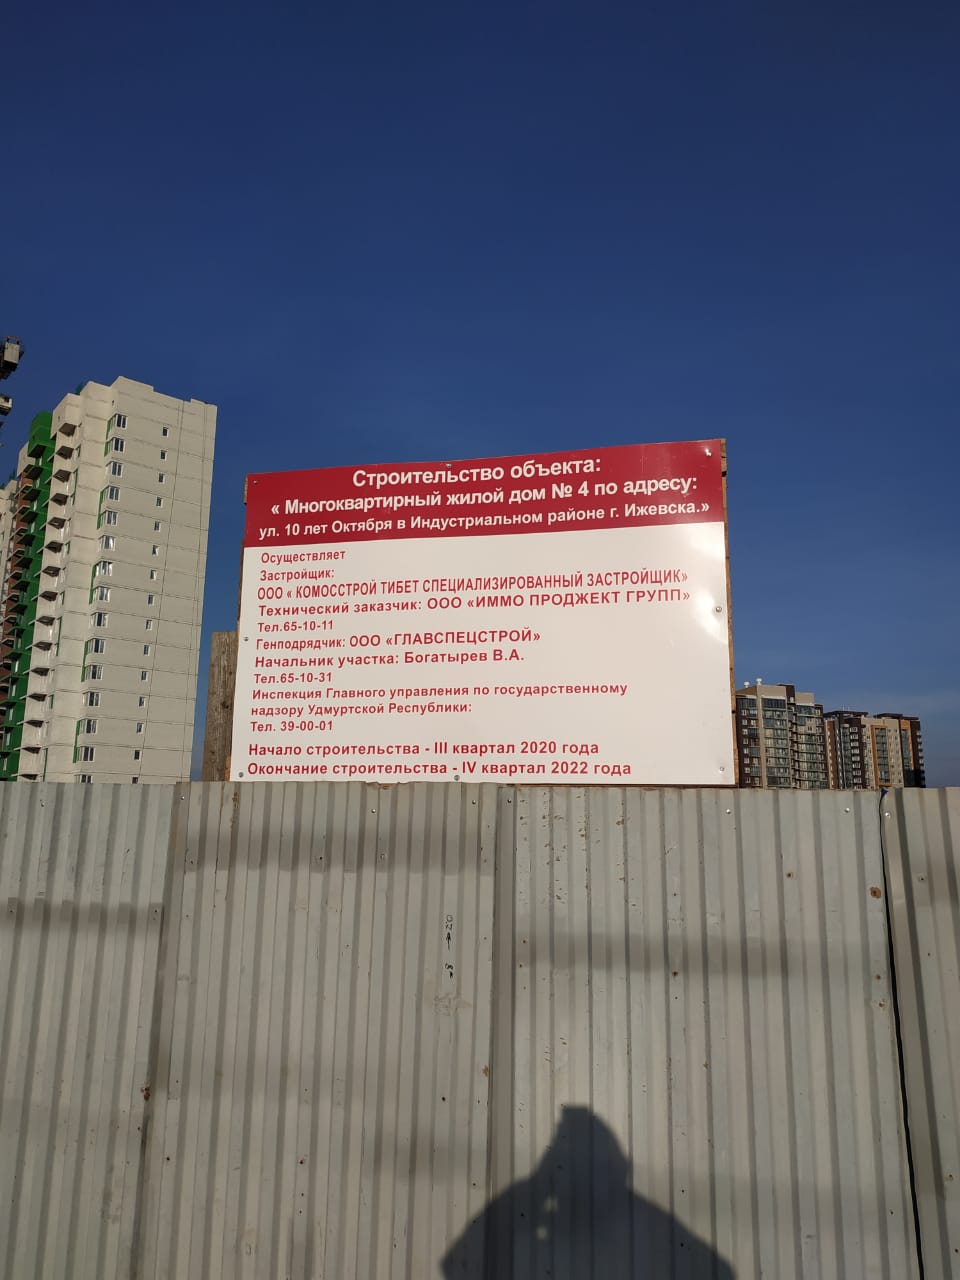 Строительство объекта:
« Многоквартирный жилой дом № 4 по адресу:
ул. 10 лет Октября в Индустриальном районе г. Ижевска.»
Осуществляет
Застройщик:
ООО « КОМОССТРОЙ ТИБЕТ СПЕЦИАЛИЗИРОВАННЫЙ ЗАСТРОЙЩИК»
Технический заказчик: ООО «ИММО ПРОДЖЕКТ ГРУПП»
Тел.65-10-11
Генподрядчик: ООО «ГЛАВСПЕЦСТРОЙ»
Начальник участка: Богатырев В.А.
Тел.65-10-31
Инспекция Главного управления по государственному
надзору Удмуртской Республики:
Тел. 39-00-01
Начало строительства - III квартал 2020 года
Окончание строительства - IV квартал 2022 года